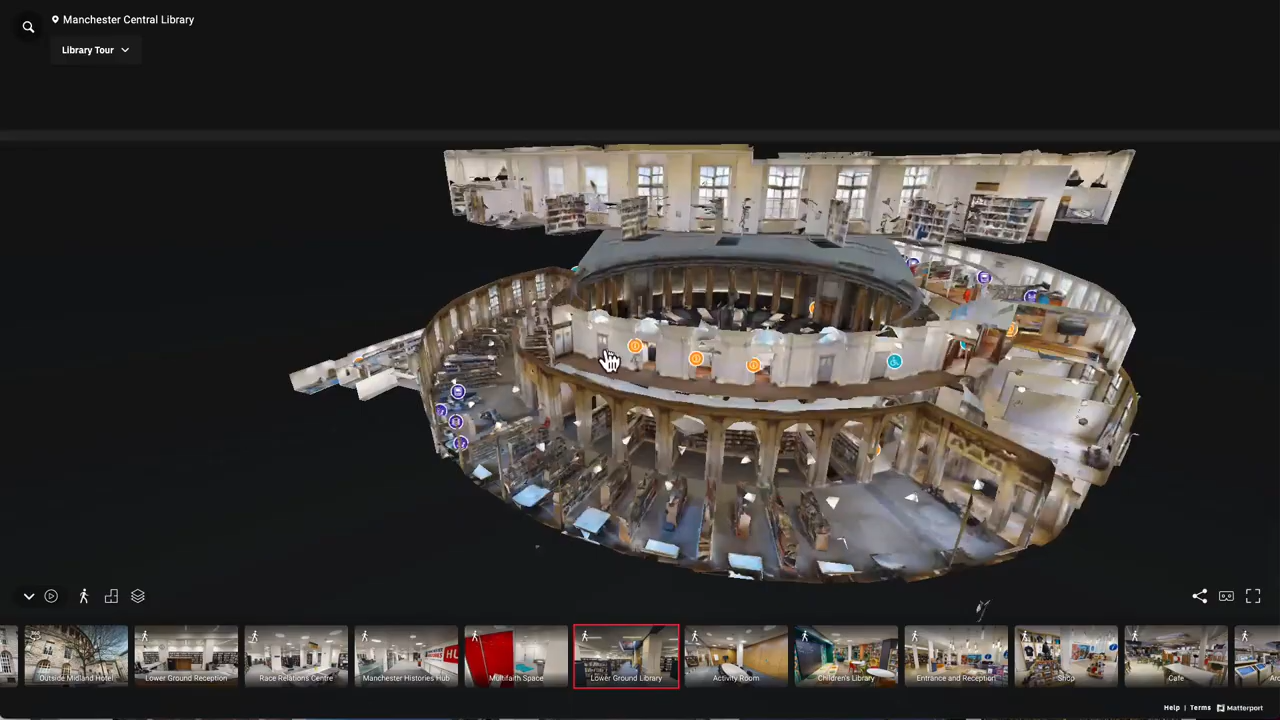 Manchester Central Library
Library Tour
Outside Midland Hotel
Lower Ground Reception
Race Relations Centre
Manchester Histories Hub
Multifaith Space
Lower Ground Library
Activity Room
Children's Library
Entrance and Reception
Shop
Cafe
Help | Terms Matterport